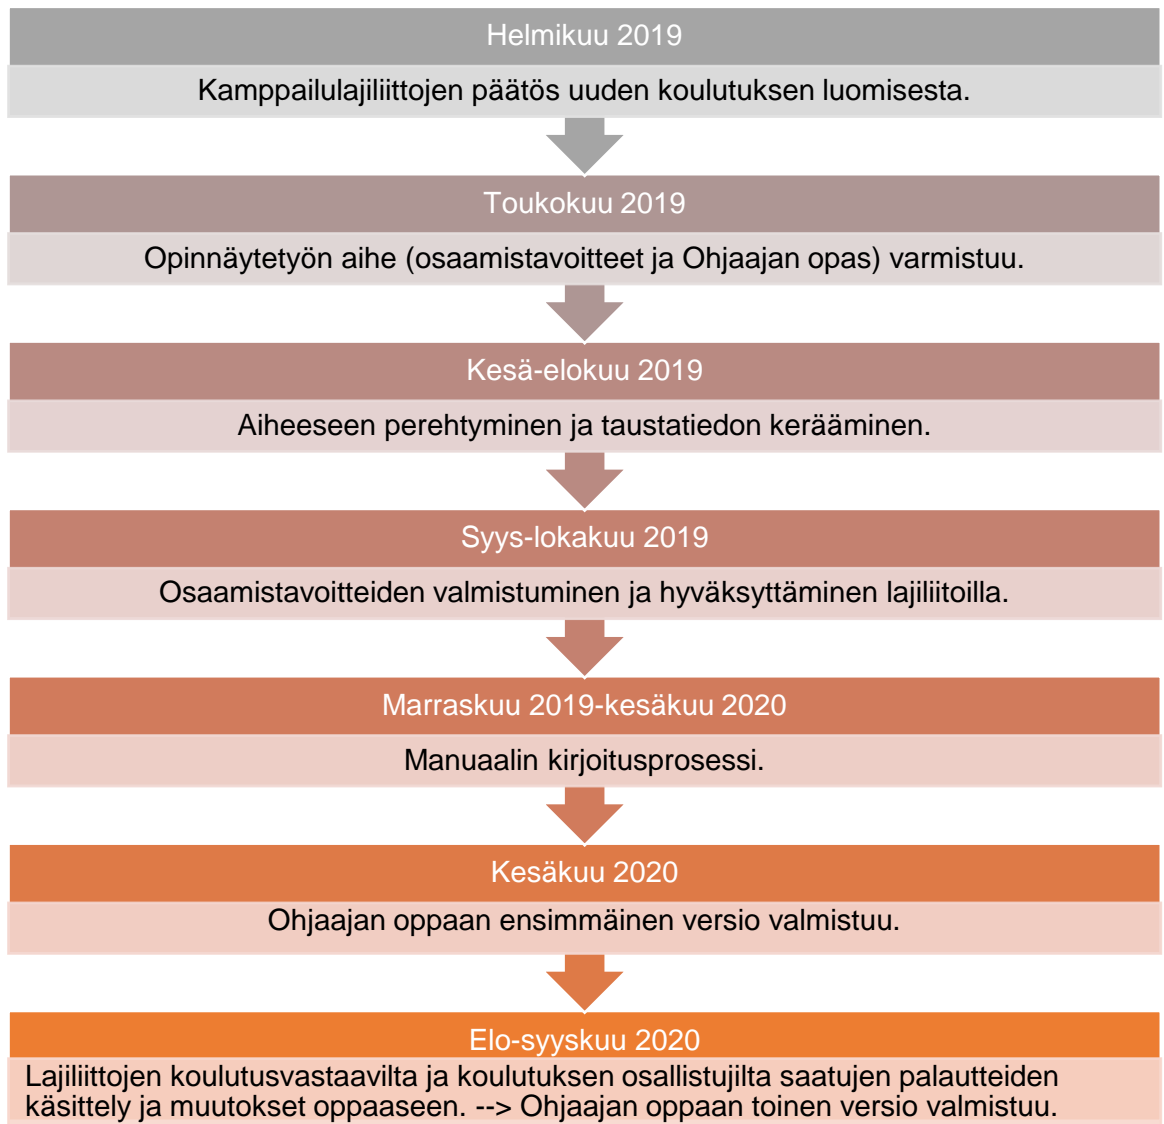 Helmikuu 2019
Kamppailulajiliittojen päätös uuden koulutuksen luomisesta.
Toukokuu 2019
Opinnäytetyön aihe (osaamistavoitteet ja Ohjaajan opas) varmistuu.
Kesä-elokuu 2019
Aiheeseen perehtyminen ja taustatiedon kerääminen.
Syys-lokakuu 2019
Osaamistavoitteiden valmistuminen ja hyväksyttäminen lajiliitoilla.
Marraskuu 2019-kesäkuu 2020
Manuaalin kirjoitusprosessi.
Kesäkuu 2020
Ohjaajan oppaan ensimmäinen versio valmistuu.
Elo-syyskuu 2020
Lajiliittojen koulutusvastaavilta ja koulutuksen osallistujilta saatujen palautteiden
käsittely ja muutokset oppaaseen. --> Ohjaajan oppaan toinen versio valmistuu.